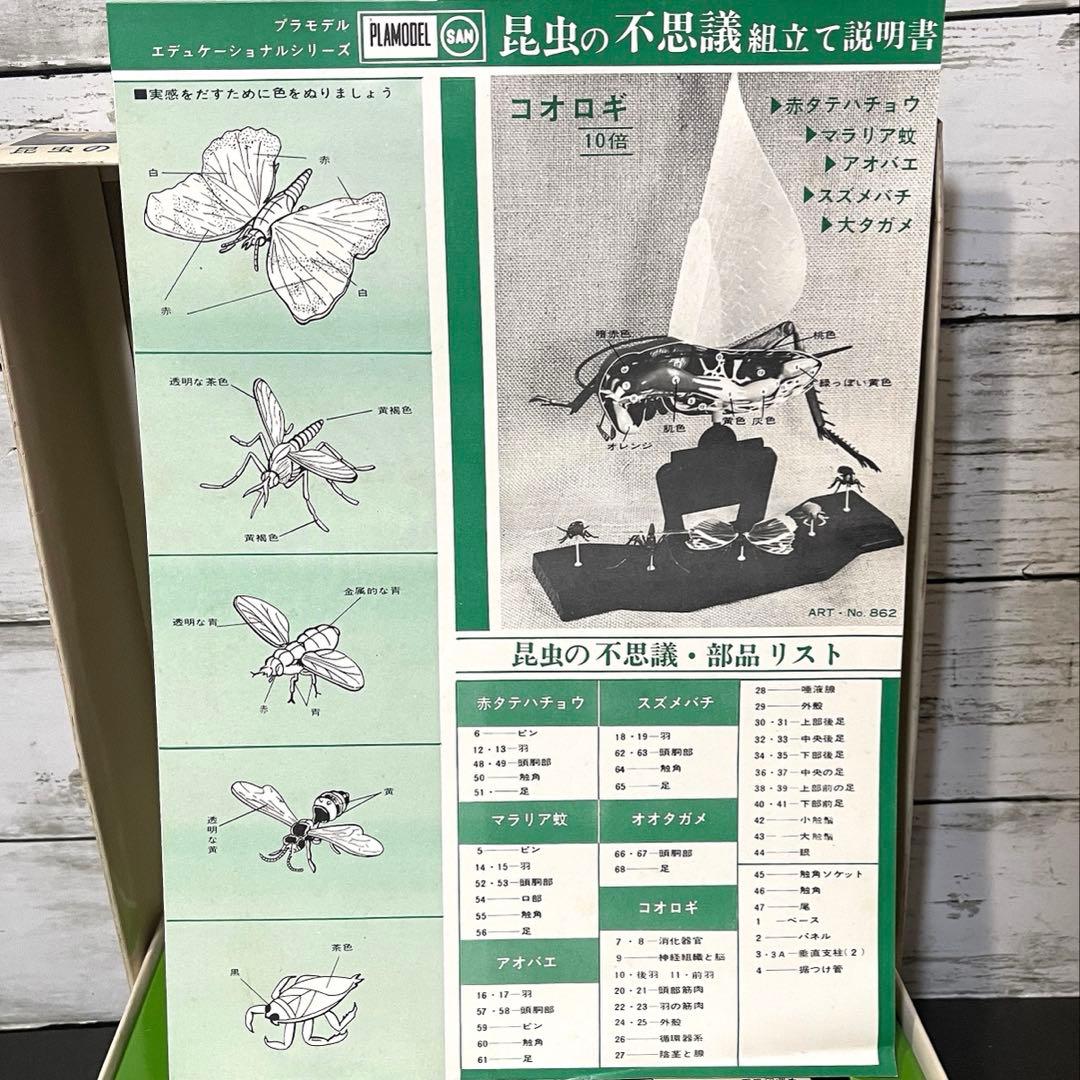 プラモデル
エデュケーショナルシリーズ
PLAMODEL SAN
昆虫の不思議組立て説明書
昆虫の
■実感をだすために色をぬりましょう
赤
白
赤
白
透明な茶色
黄褐色
黄褐色
金属的な青
透明な青
赤
青
黄
透明な黄
茶色
黒
コオロギ
10倍
▶赤タテハチョウ
▶マラリア蚊
▶アオバエ
▶スズメバチ
▶大タガメ
暗赤色
桃色
緑っぽい黄色
黄色 灰色
肌色
オレンジ
ART・No. 862
昆虫の不思議・部品リスト
赤タテハチョウ
6——ピン
12・13—羽
48・49—頭胴部
50——触角
51・——足
マラリア蚊
5——ピン
14・15—羽
52・53—頭胴部
54——口部
55——触角
56——足
アオバエ
16・17—羽
57・58—頭胴部
59——ピン
60——触角
61——足
スズメバチ
18・19—羽
62・63—頭胴部
64——触角
65——足
オオタガメ
66・67—頭胴部
68——足
コオロギ
7・8—消化器官
9——神経組織と脳
10・後羽 11・前羽
20・21—頭部筋肉
22・23—羽の筋肉
24・25—外殻
26——循環器系
27——陰茎と腺
28——唾液腺
29——外殻
30・31—上部後足
32・33—中央後足
34・35—下部後足
36・37—中央の足
38・39—上部前の足
40・41—下部前足
42——小触鬚
43——大触鬚
44——眼
45——触角ソケット
46——触角
47——尾
1——ベース
2——パネル
3・3A—垂直支柱(2)
4——据つけ管